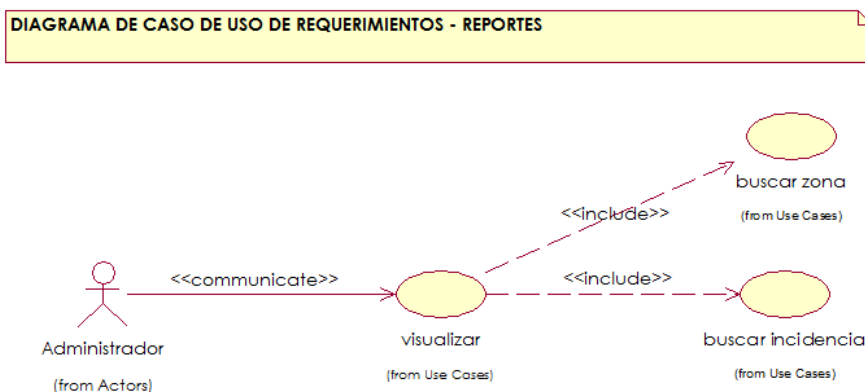 DIAGRAMA DE CASO DE USO DE REQUERIMIENTOS - REPORTES
buscar zona
(from Use Cases)
<<include>>
<<communicate>>
<<include>>
Administrador
(from Actors)
visualizar
(from Use Cases)
buscar incidencia
(from Use Cases)